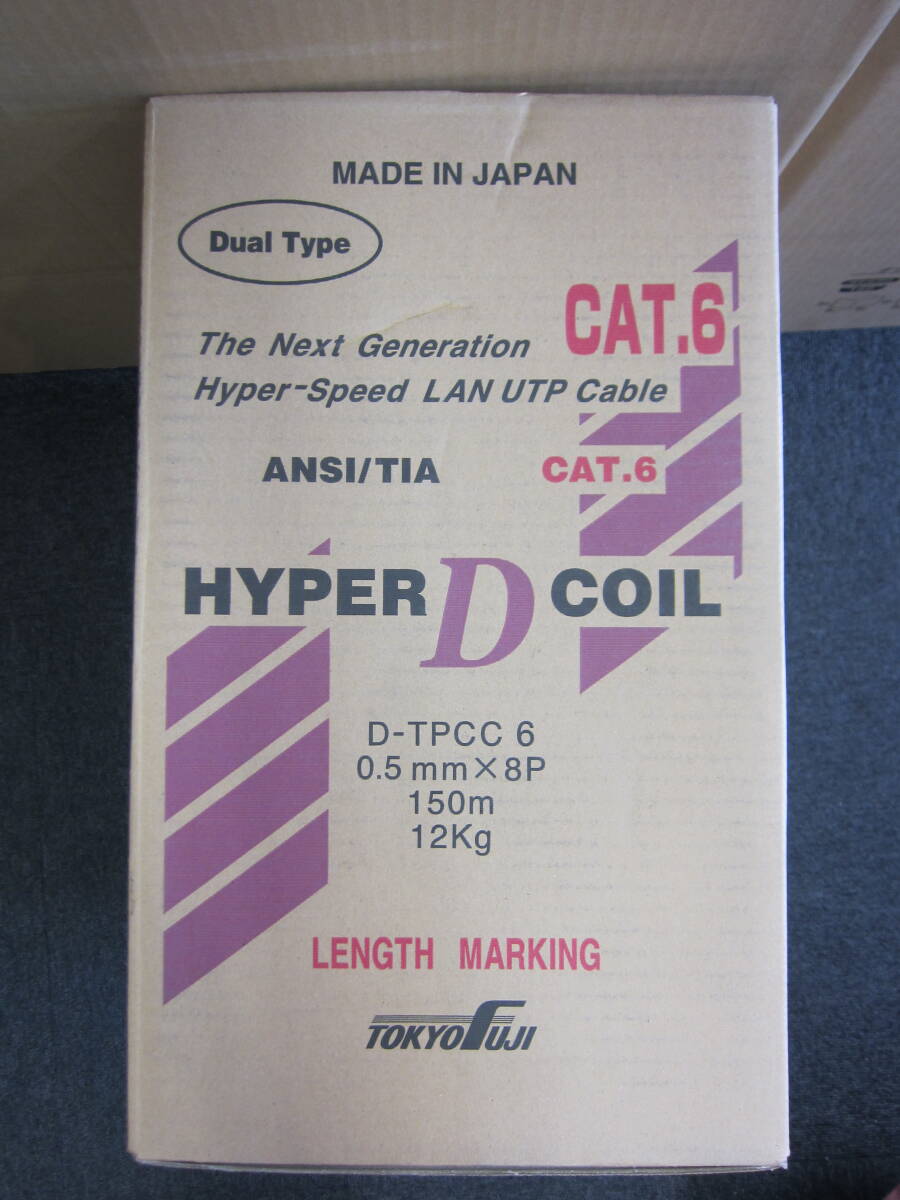 MADE IN JAPAN
Dual Type
CAT.6
The Next Generation
Hyper-Speed LAN UTP Cable
ANSI/TIA CAT.6
HYPER D COIL
D-TPCC 6
0.5 mm×8P
150m
12Kg
LENGTH MARKING
TOKYO FUJI